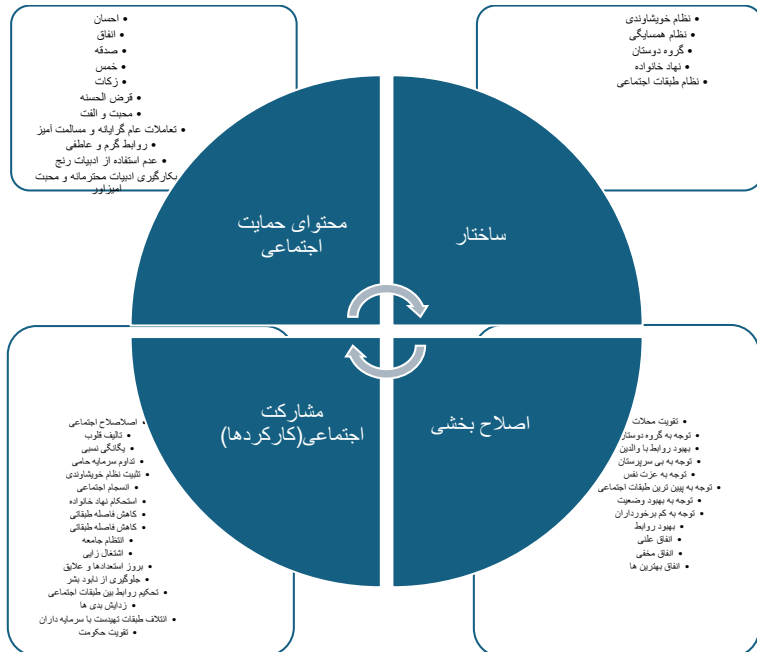 احسان
انفاق
صدقه
خمس
زکات
قرض الحسنه
محبت و الفت
تعاملات عام گرایانه و مسالمت آمیز
روابط گرم و عاطفی
عدم استفاده از ادبیات رنج
بکارگیری ادبیات محترمانه و محبت
امیزاور
نظام خویشاوندی
نظام همسایگی
گروه دوستان
نهاد خانواده
نظام طبقات اجتماعی
محتوای حمایت
اجتماعی
ساختار
مشارکت
اجتماعی(کارکردها)
اصلاح بخشی
اصلاصلاح اجتماعی
تالیف قلوب
یگانگی نسبی
تداوم سرمایه حامی
تثبیت نظام خویشاوندی
انسجام اجتماعی
استحکام نهاد خانواده
کاهش فاصله طبقاتی
کاهش فاصله طبقاتی
انتظام جامعه
اشتغال زایی
بروز استعدادها و علایق
جلوگیری از نابود بشر
تحکیم روابط بین طبقات اجتماعی
زدایش بدی ها
ائتلاف طبقات تهیدست با سرمایه داران
تقویت حکومت
تقویت محلات
توجه به گروه دوستار
بهبود روابط با والدین
توجه به بی سرپرستان
توجه به عزت نفس
توجه به پیین ترین طبقات اجتماعی
توجه به بهبود وضعیت
توجه به کم برخورداران
بهبود روابط
انفاق علنی
انفاق مخفی
انفاق بهترین ها